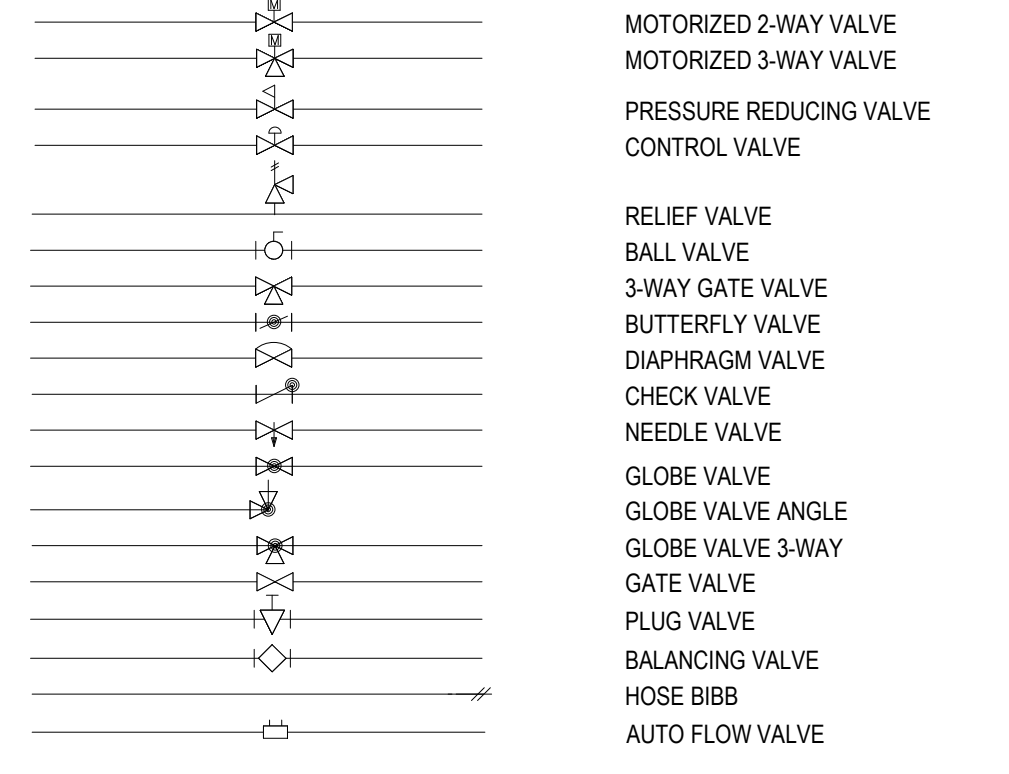 M
MOTORIZED 2-WAY VALVE
M
MOTORIZED 3-WAY VALVE
PRESSURE REDUCING VALVE
CONTROL VALVE
RELIEF VALVE
BALL VALVE
3-WAY GATE VALVE
BUTTERFLY VALVE
DIAPHRAGM VALVE
CHECK VALVE
NEEDLE VALVE
GLOBE VALVE
GLOBE VALVE ANGLE
GLOBE VALVE 3-WAY
GATE VALVE
PLUG VALVE
BALANCING VALVE
HOSE BIBB
AUTO FLOW VALVE